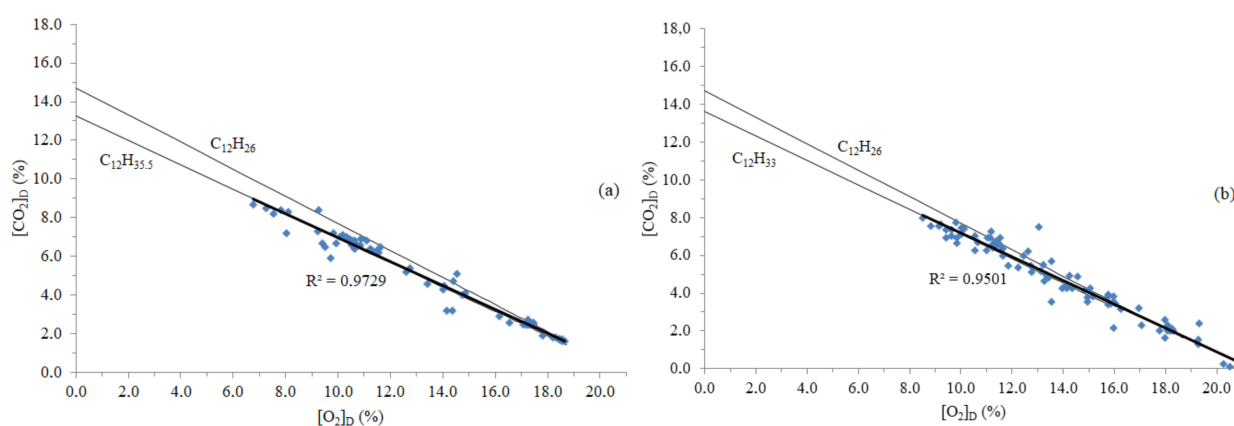 18.0
16.0
14.0
12.0
10.0
8.0
6.0
4.0
2.0
0.0
[CO₂]D (%)
C₁₂H₂₆
C₁₂H₃₅.₅
(a)
R² = 0.9729
0.0 2.0 4.0 6.0 8.0 10.0 12.0 14.0 16.0 18.0 20.0
[O₂]D (%)
18.0
16.0
14.0
12.0
10.0
8.0
6.0
4.0
2.0
0.0
[CO₂]D (%)
C₁₂H₂₆
C₁₂H₃₃
(b)
R² = 0.9501
0.0 2.0 4.0 6.0 8.0 10.0 12.0 14.0 16.0 18.0 20.0
[O₂]D (%)